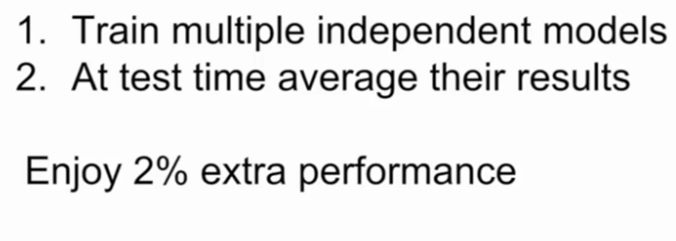 1. Train multiple independent models
2. At test time average their results
Enjoy 2% extra performance